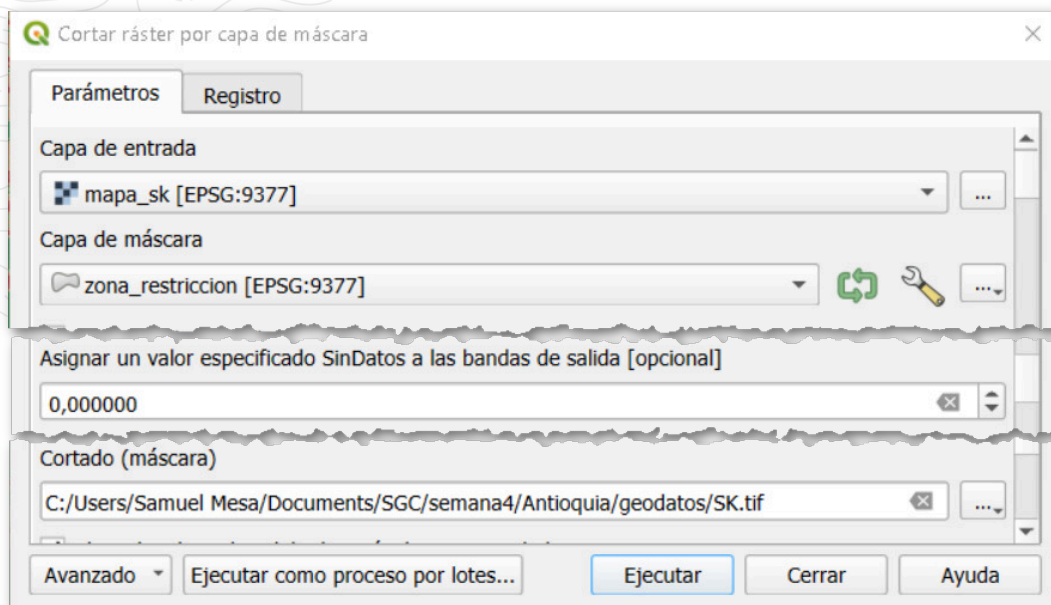 Cortar ráster por capa de máscara
Parámetros Registro
Capa de entrada
mapa_sk [EPSG:9377] ...
Capa de máscara
zona_restriccion [EPSG:9377] ...
Asignar un valor especificado SinDatos a las bandas de salida [opcional]
0,000000
Cortado (máscara)
C:/Users/Samuel Mesa/Documents/SGC/semana4/Antioquia/geodatos/SK.tif ...
Avanzado Ejecutar como proceso por lotes... Ejecutar Cerrar Ayuda